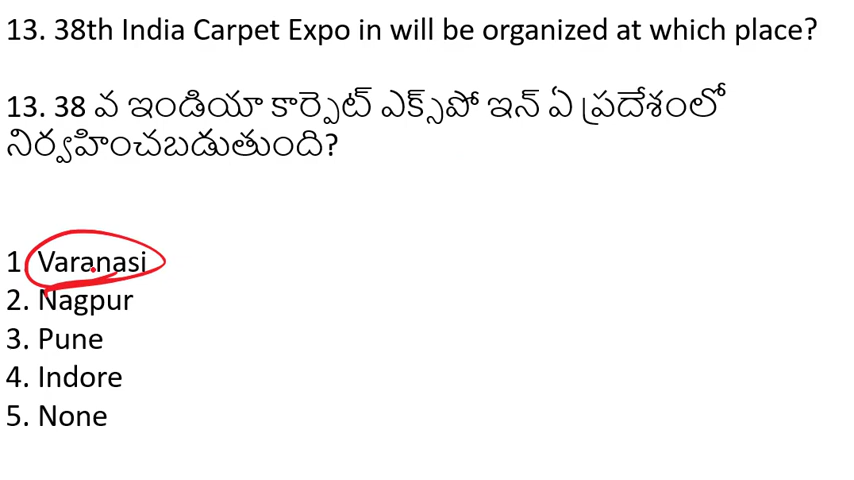 13. 38th India Carpet Expo in will be organized at which place?
13. 38 వ ఇండియా కార్పెట్ ఎక్స్‌పో ఇన్ ఏ ప్రదేశంలో
నిర్వహించబడుతుంది?
1. Varanasi
2. Nagpur
3. Pune
4. Indore
5. None